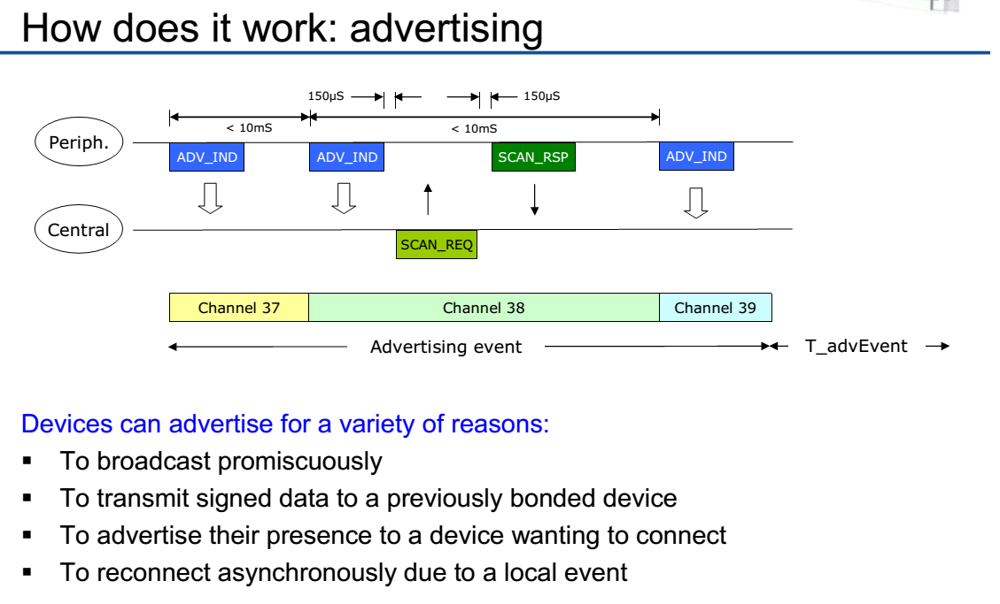 How does it work: advertising
150µS 150µS
< 10mS < 10mS
Periph.
ADV_IND ADV_IND SCAN_RSP ADV_IND
Central
SCAN_REQ
Channel 37 Channel 38 Channel 39
Advertising event T_advEvent
Devices can advertise for a variety of reasons:
▪ To broadcast promiscuously
▪ To transmit signed data to a previously bonded device
▪ To advertise their presence to a device wanting to connect
▪ To reconnect asynchronously due to a local event